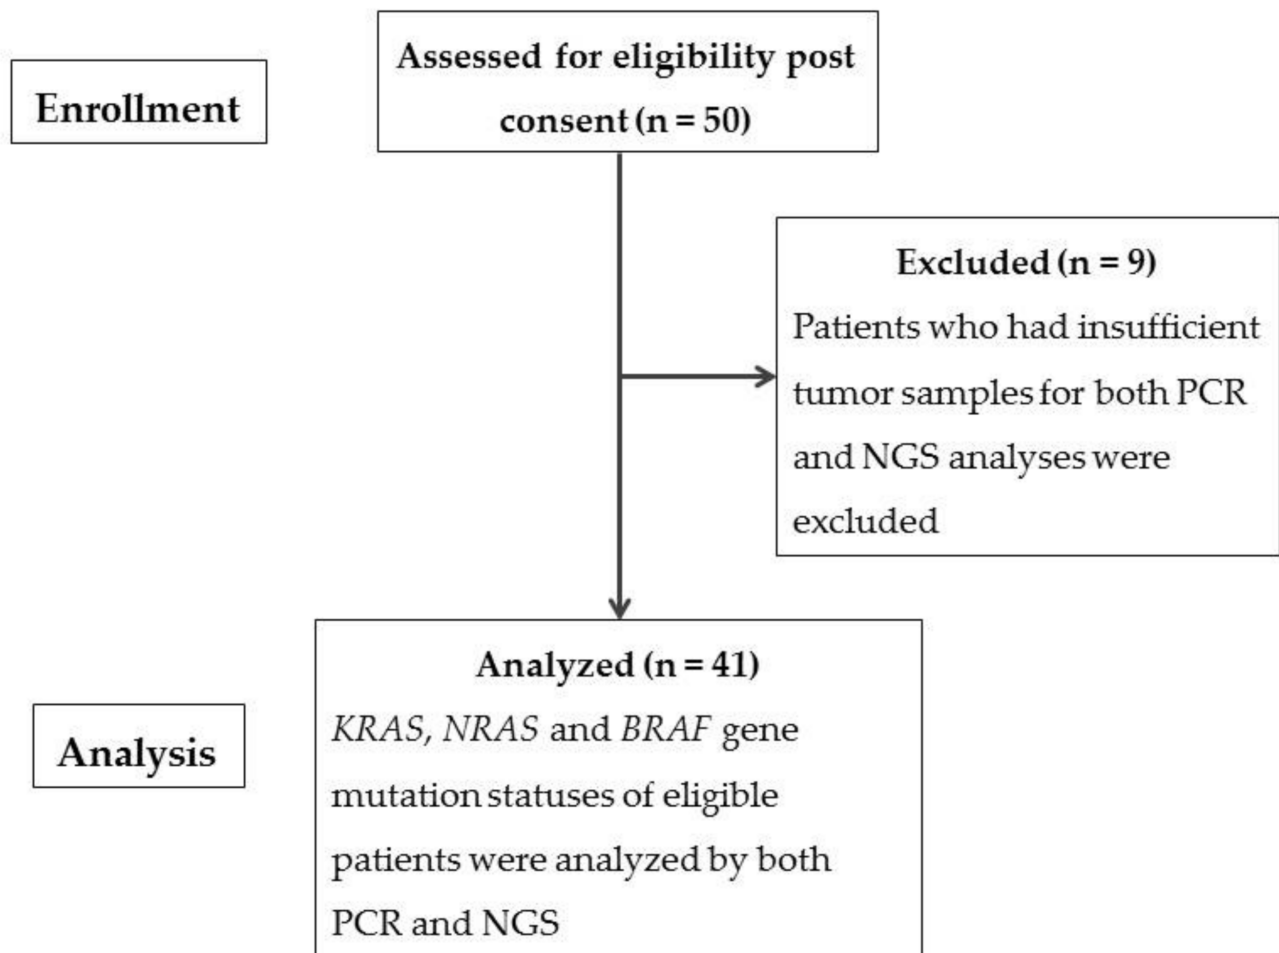 Enrollment
Assessed for eligibility post
consent (n = 50)
Excluded (n = 9)
Patients who had insufficient
tumor samples for both PCR
and NGS analyses were
excluded
Analysis
Analyzed (n = 41)
KRAS, NRAS and BRAF gene
mutation statuses of eligible
patients were analyzed by both
PCR and NGS